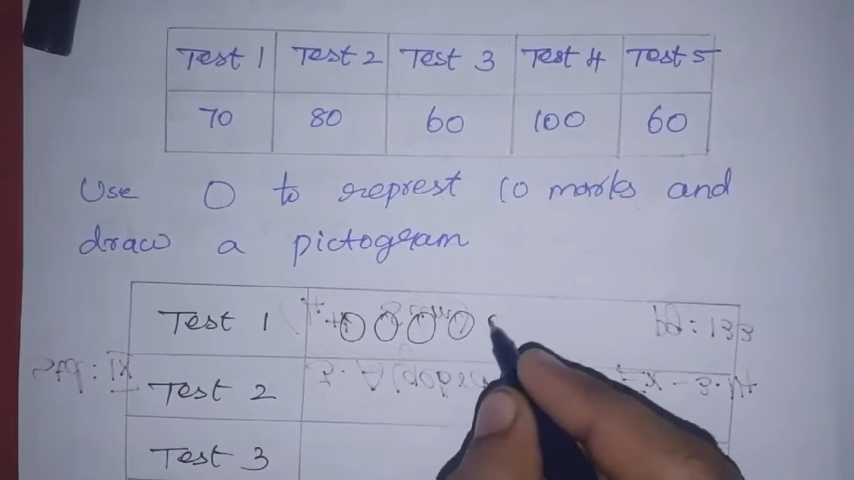 Test 1 Test 2 Test 3 Test 4 Test 5
70 80 60 100 60
Use O to represt 10 marks and
draw a pictogram
Test 1
Test 2
Test 3